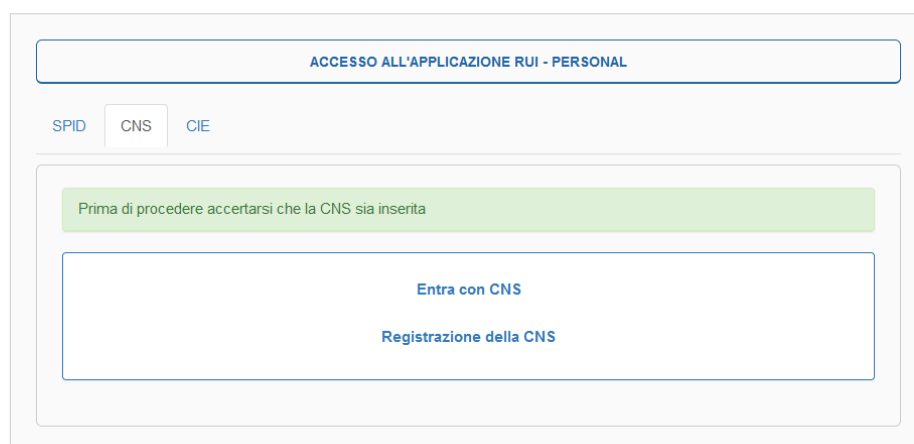 ACCESSO ALL'APPLICAZIONE RUI - PERSONAL
SPID CNS CIE
Prima di procedere accertarsi che la CNS sia inserita
Entra con CNS
Registrazione della CNS